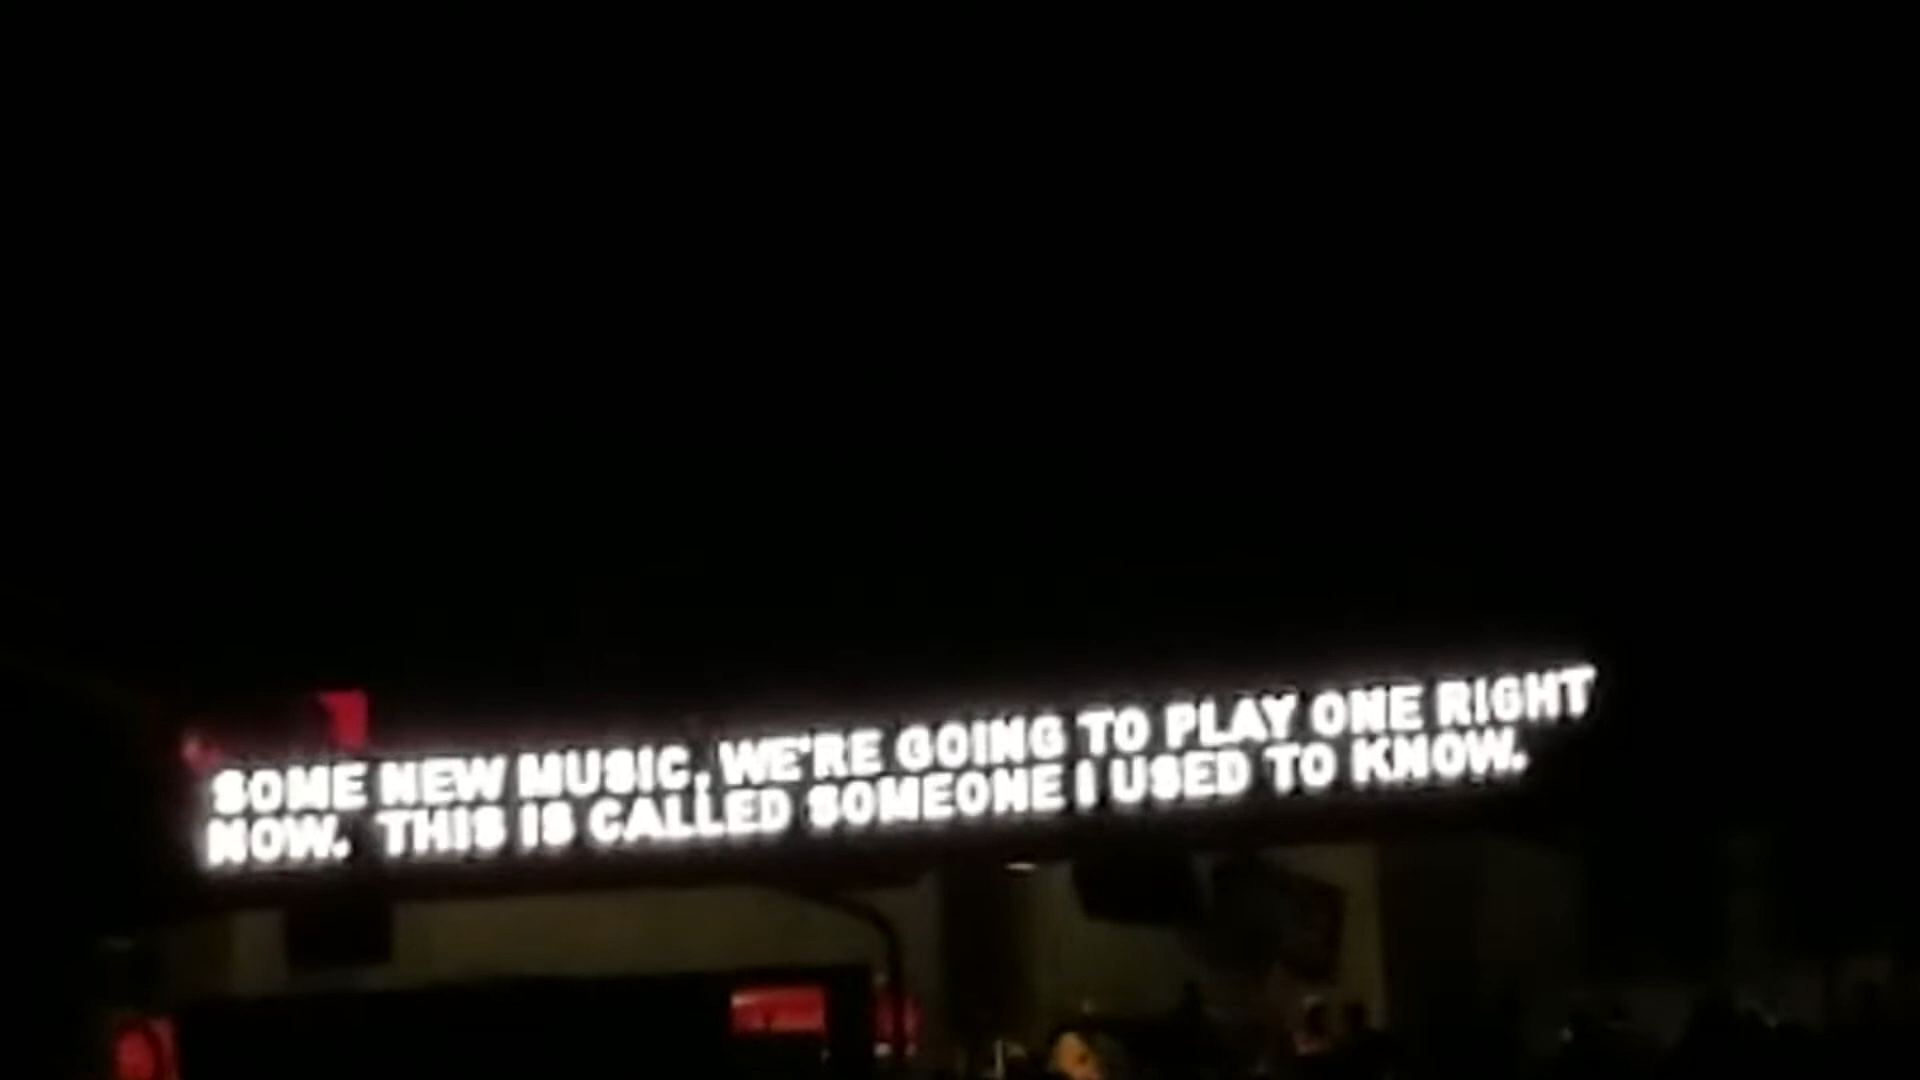 SOME NEW MUSIC, WE'RE GOING TO PLAY ONE RIGHT
NOW. THIS IS CALLED SOMEONE I USED TO KNOW.